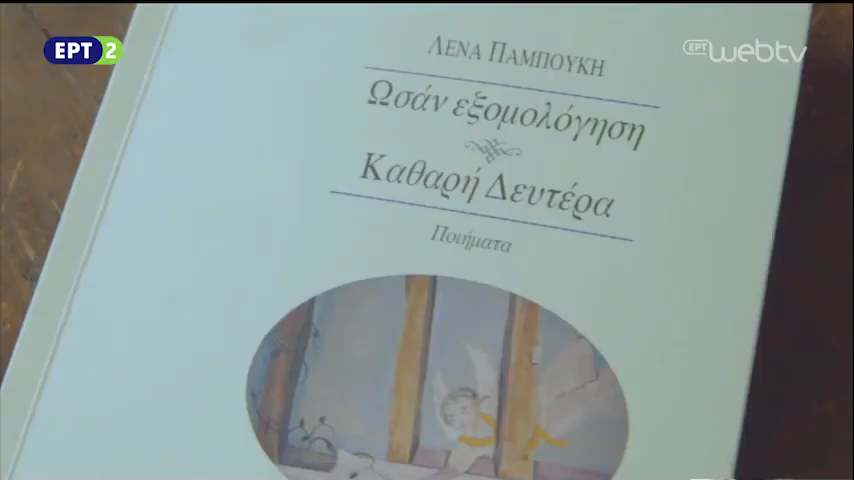 ΕΡΤ 2
ΕΡΤ webtv
ΛΕΝΑ ΠΑΜΠΟΥΚΗ
Ωσάν εξομολόγηση
Καθαρή Δευτέρα
Ποιήματα